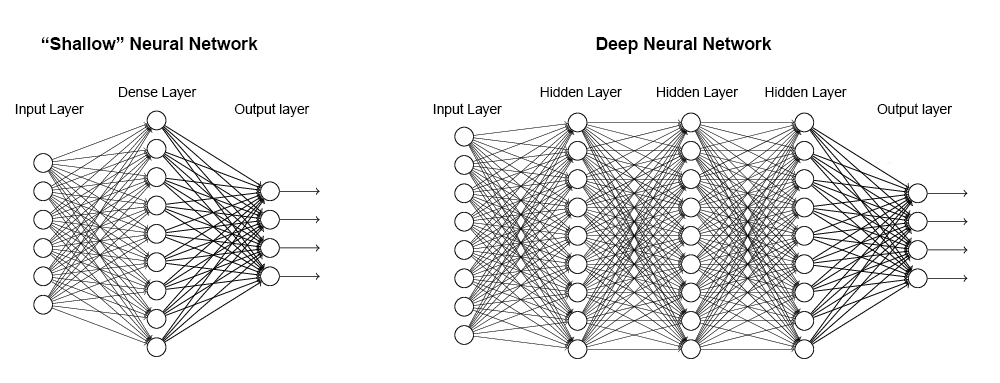 “Shallow” Neural Network
Dense Layer
Input Layer
Output layer
Deep Neural Network
Hidden Layer
Hidden Layer
Hidden Layer
Input Layer
Output layer